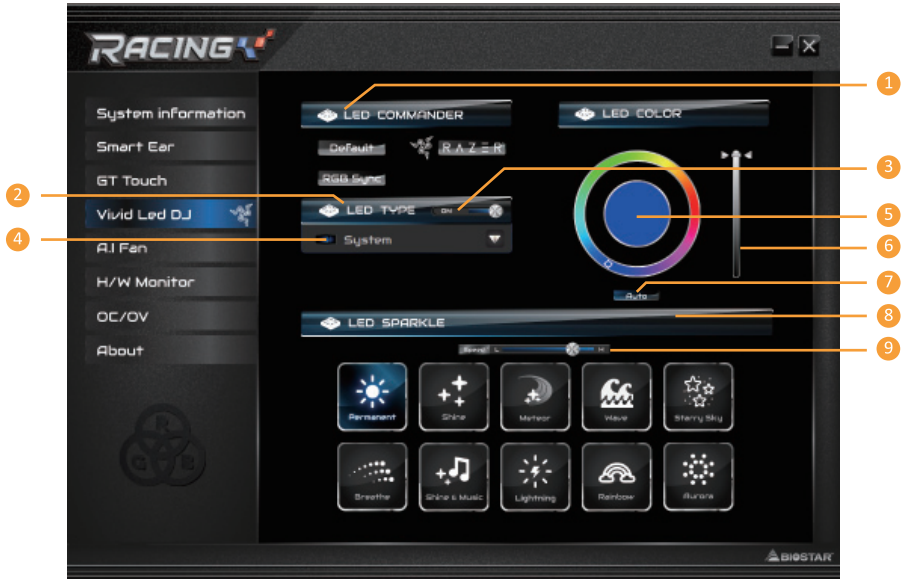 RACING
1
System information
LED COMMANDER
LED COLOR
Smart Ear
Default
RAZER
GT Touch
RGB Sync
3
2
LED TYPE
ON
Vivid Led DJ
5
4
System
A.I Fan
6
H/W Monitor
7
Auto
OC/OV
8
LED SPARKLE
About
Speed L H
9
Permanent
Shine
Meteor
Wave
Starry Sky
R
G B
Breathe
Shine & Music
Lightning
Rainbow
Aurora
BIOSTAR